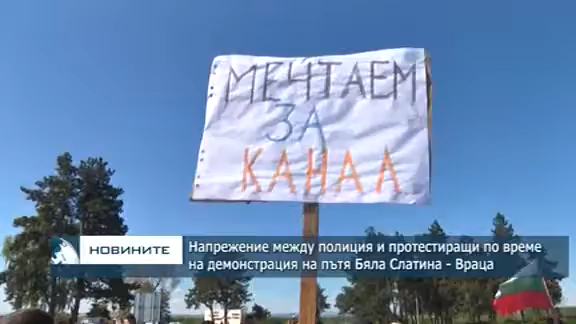 МЕЧТАЕМ
ЗА
КАНАЛ
НОВИНИТЕ
Напрежение между полиция и протестиращи по време
на демонстрация на пътя Бяла Слатина - Враца